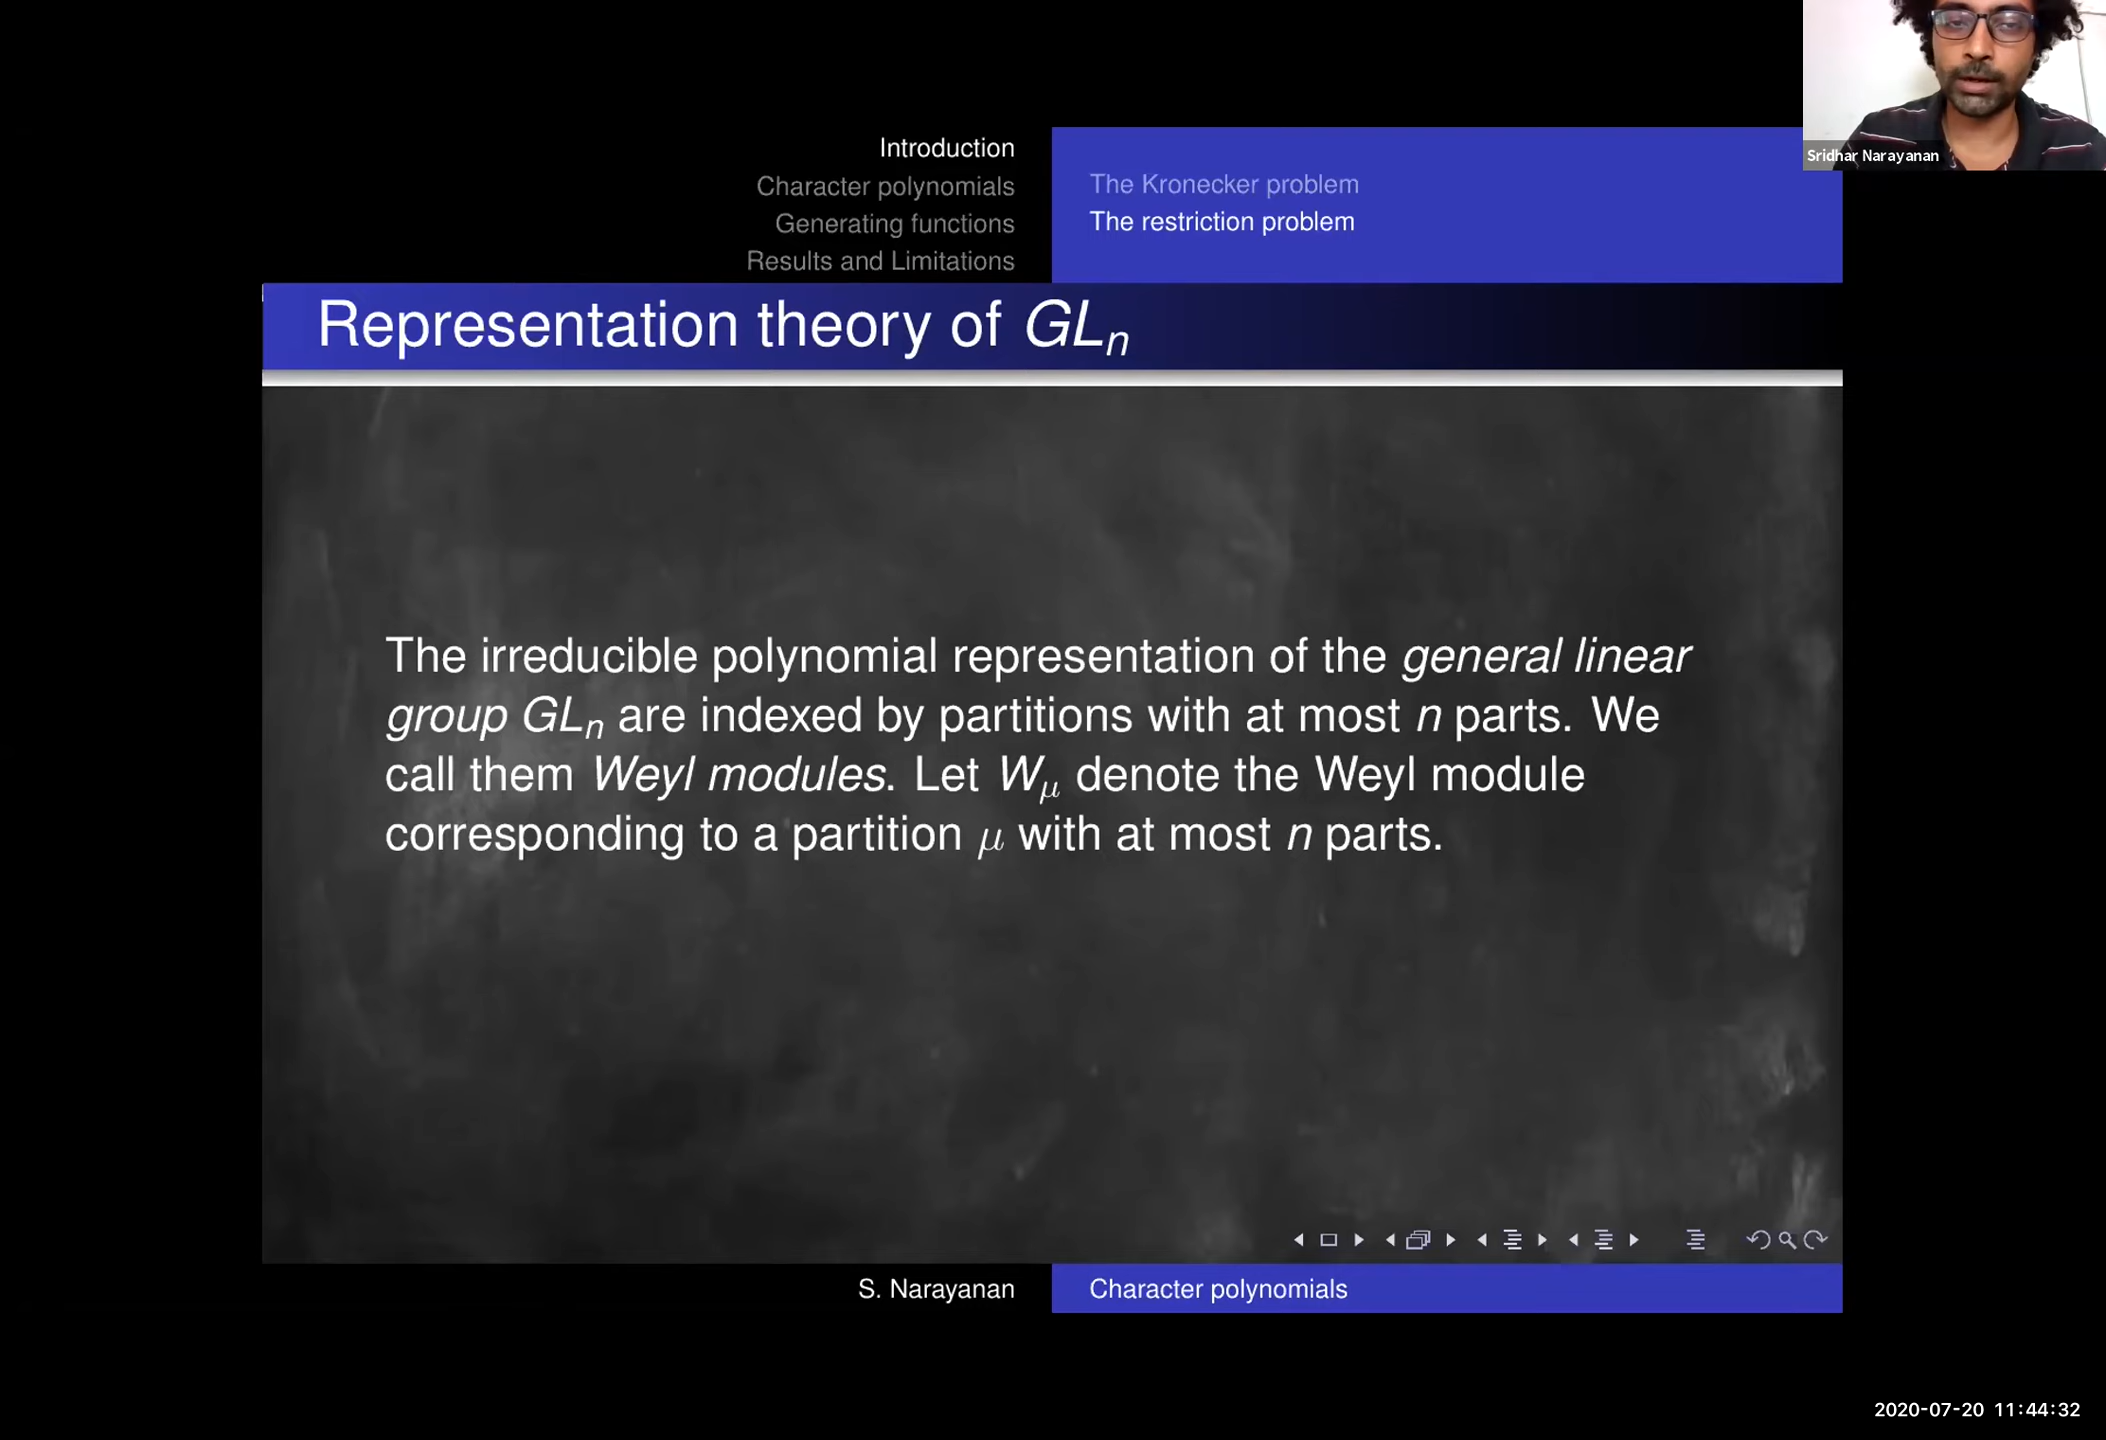 Sridhar Narayanan
Introduction
Character polynomials
Generating functions
Results and Limitations
The Kronecker problem
The restriction problem
Representation theory of GLₙ
The irreducible polynomial representation of the general linear
group GLₙ are indexed by partitions with at most n parts. We
call them Weyl modules. Let W_μ denote the Weyl module
corresponding to a partition μ with at most n parts.
S. Narayanan
Character polynomials
2020-07-20 11:44:32